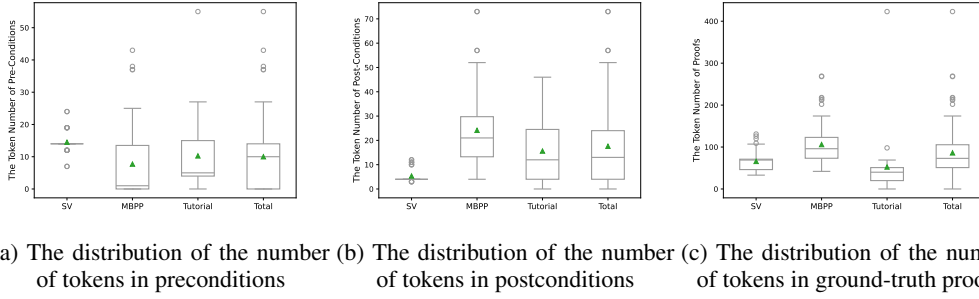 The Token Number of Pre-Conditions
50
40
30
20
10
0
SV MBPP Tutorial Total
The Token Number of Post-Conditions
70
60
50
40
30
20
10
0
SV MBPP Tutorial Total
The Token Number of Proofs
400
300
200
100
0
SV MBPP Tutorial Total
a) The distribution of the number
of tokens in preconditions
(b) The distribution of the number
of tokens in postconditions
(c) The distribution of the num
of tokens in ground-truth proo